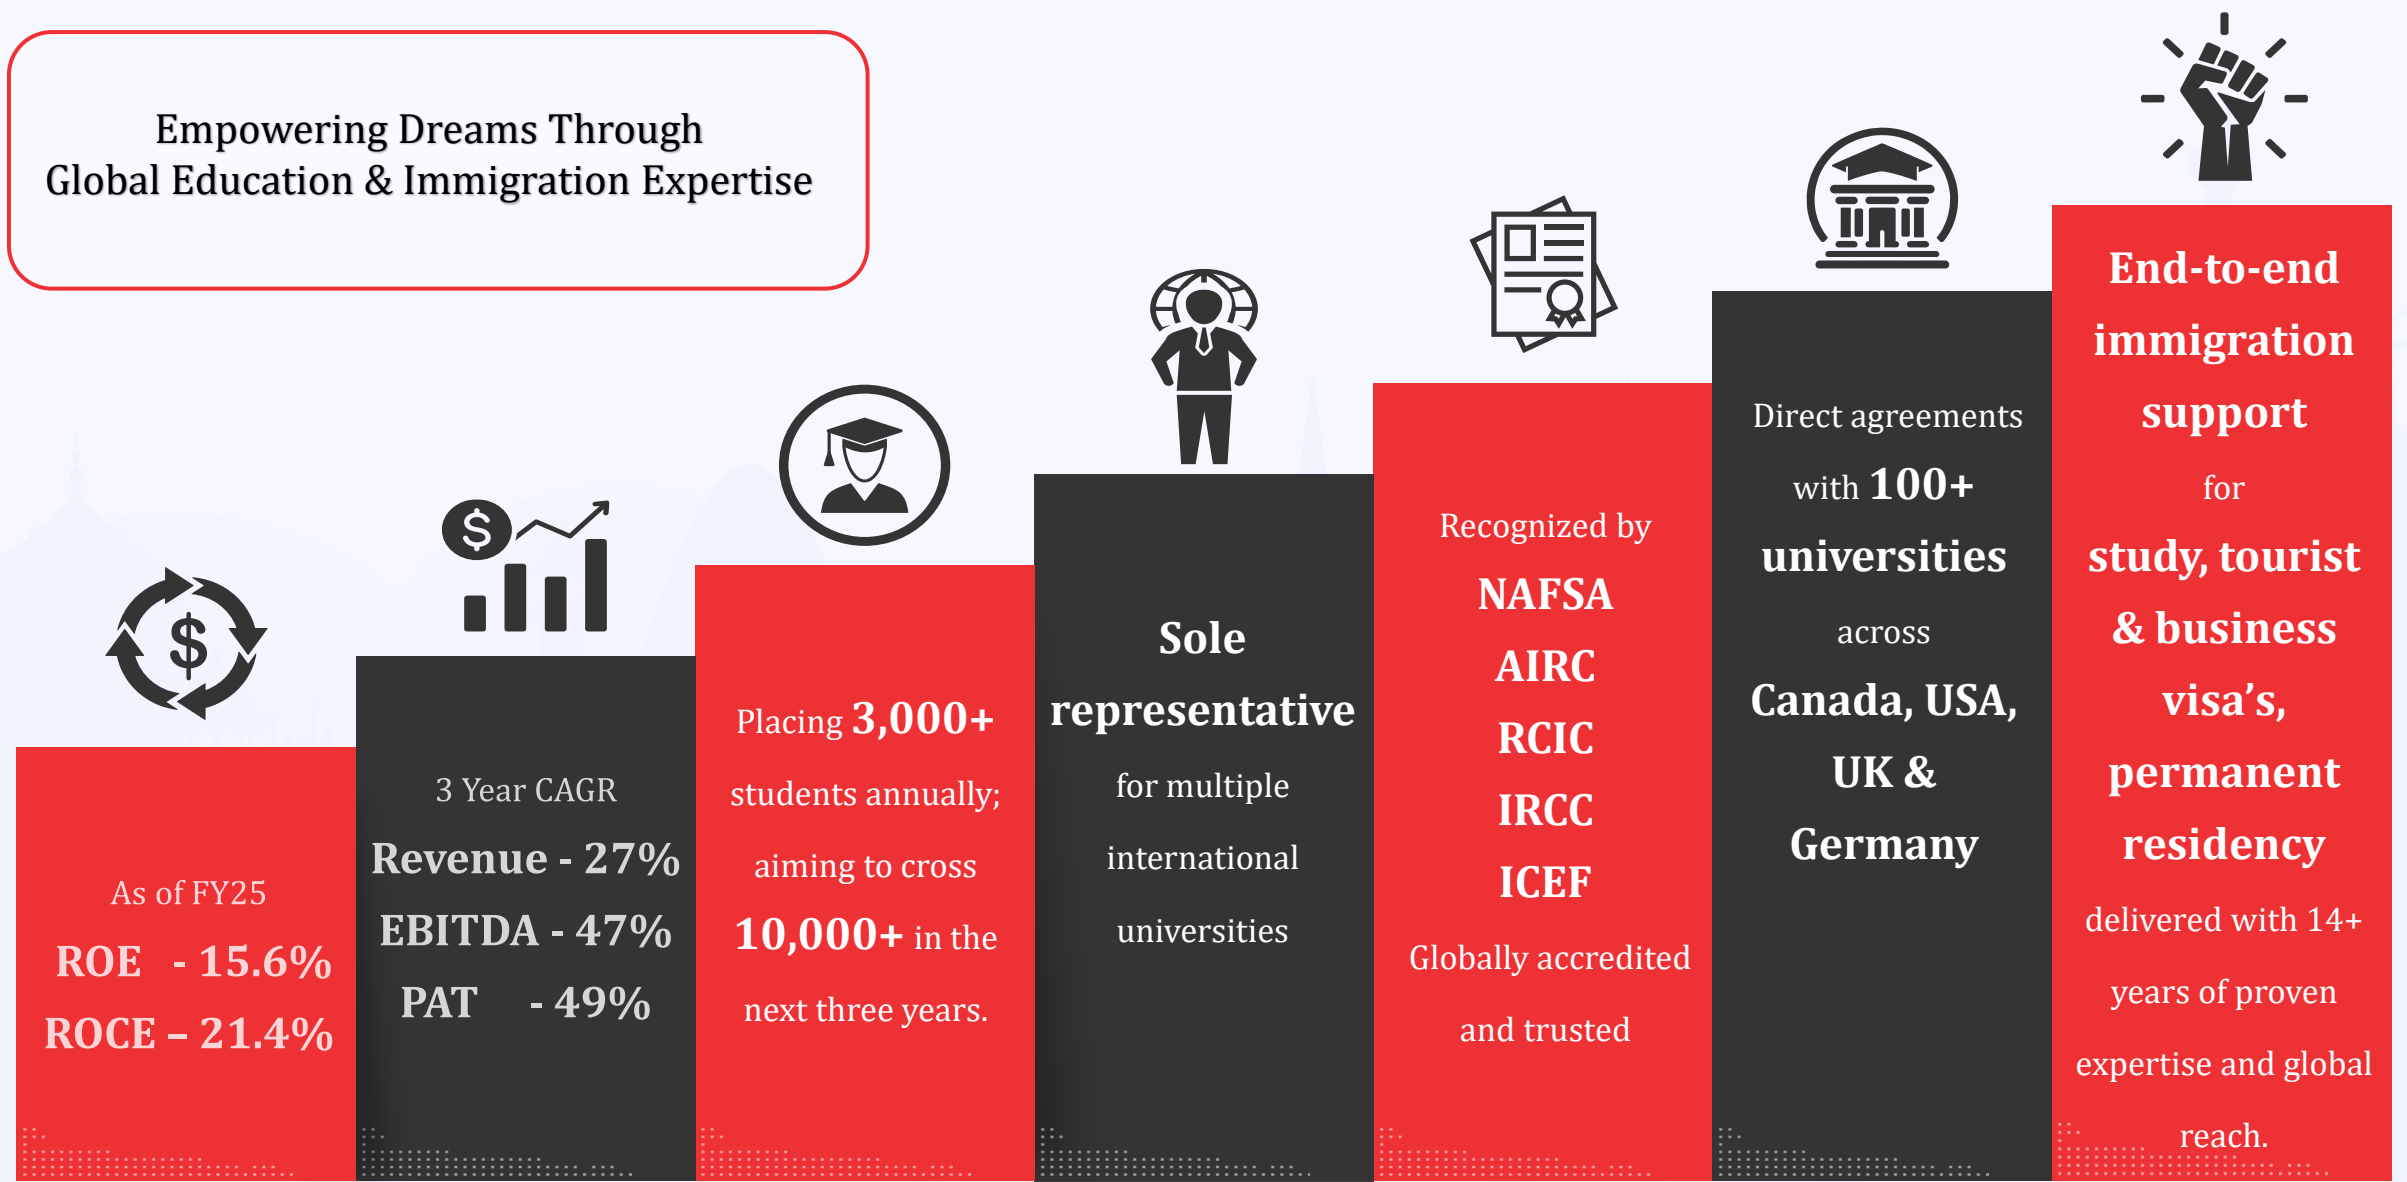 Empowering Dreams Through
Global Education & Immigration Expertise
As of FY25
ROE - 15.6%
ROCE – 21.4%
3 Year CAGR
Revenue - 27%
EBITDA - 47%
PAT - 49%
Placing 3,000+
students annually;
aiming to cross
10,000+ in the
next three years.
Sole
representative
for multiple
international
universities
Recognized by
NAFSA
AIRC
RCIC
IRCC
ICEF
Globally accredited
and trusted
Direct agreements
with 100+
universities
across
Canada, USA,
UK &
Germany
End-to-end
immigration
support
for
study, tourist
& business
visa’s,
permanent
residency
delivered with 14+
years of proven
expertise and global
reach.